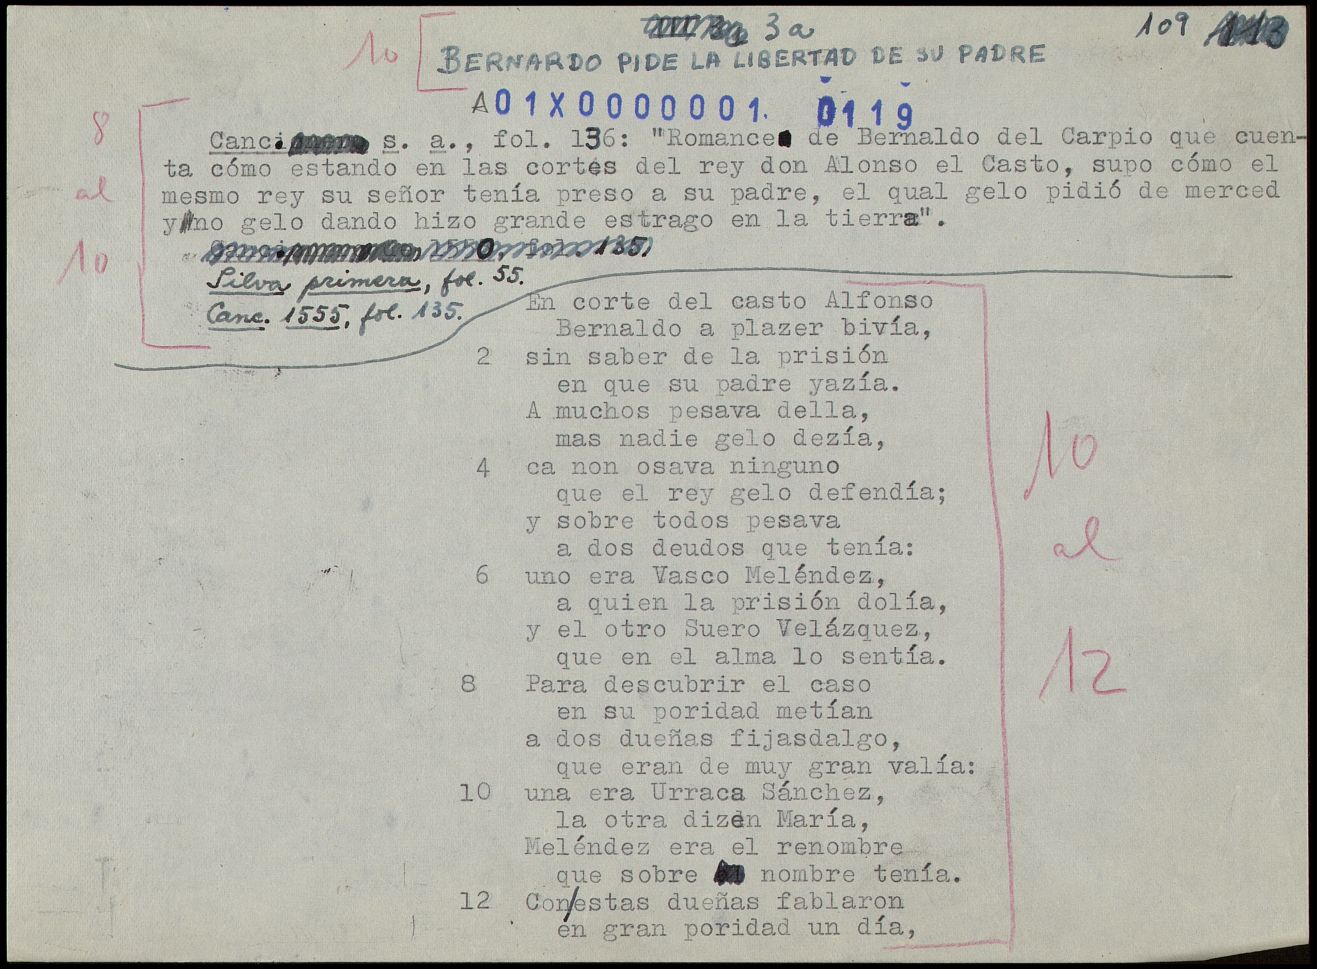 3a
109
10
BERNARDO PIDE LA LIBERTAD DE SU PADRE
A01X0000001. 0119
8 al 10
Canc. s. a., fol. 136: "Romance de Bernaldo del Carpio que cuen-
ta cómo estando en las cortes del rey don Alonso el Casto, supo cómo el
mesmo rey su señor tenía preso a su padre, el qual gelo pidió de merced
y no gelo dando hizo grande estrago en la tierra".
Silva primera, fol. 55.
Canc. 1555, fol. 135.
En corte del casto Alfonso
Bernaldo a plazer bivía,
2 sin saber de la prisión
en que su padre yazía.
A muchos pesava della,
mas nadie gelo dezía,
4 ca non osava ninguno
que el rey gelo defendía;
y sobre todos pesava
a dos deudos que tenía:
6 uno era Vasco Meléndez,
a quien la prisión dolía,
y el otro Suero Velázquez,
que en el alma lo sentía.
8 Para descubrir el caso
en su poridad metían
a dos dueñas fijasdalgo,
que eran de muy gran valía:
10 una era Urraca Sánchez,
la otra dizen María,
Meléndez era el renombre
que sobre nombre tenía.
12 Con/estas dueñas fablaron
en gran poridad un día,
10
al
12